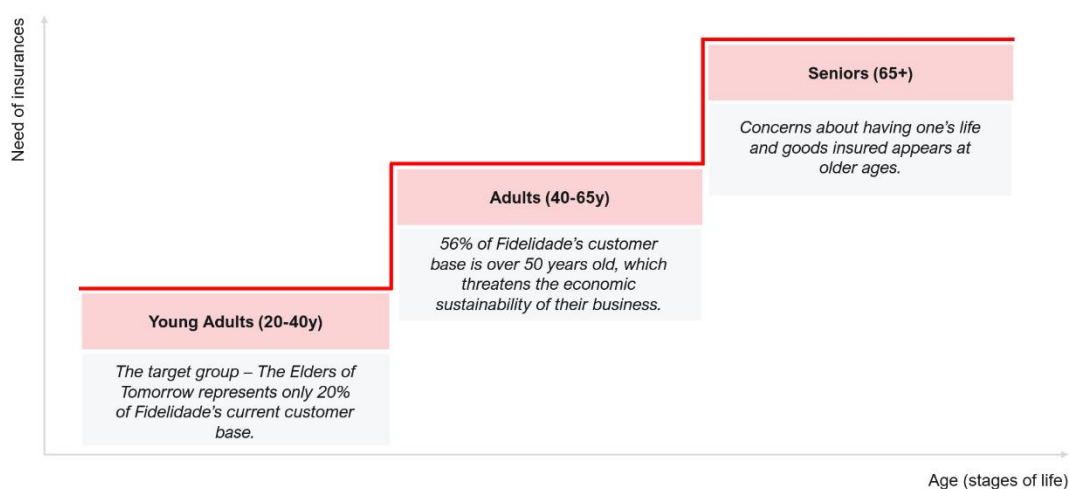 Need of insurances
Seniors (65+)
Concerns about having one's life
and goods insured appears at
older ages.
Adults (40-65y)
56% of Fidelidade's customer
base is over 50 years old, which
threatens the economic
sustainability of their business.
Young Adults (20-40y)
The target group – The Elders of
Tomorrow represents only 20%
of Fidelidade's current customer
base.
Age (stages of life)